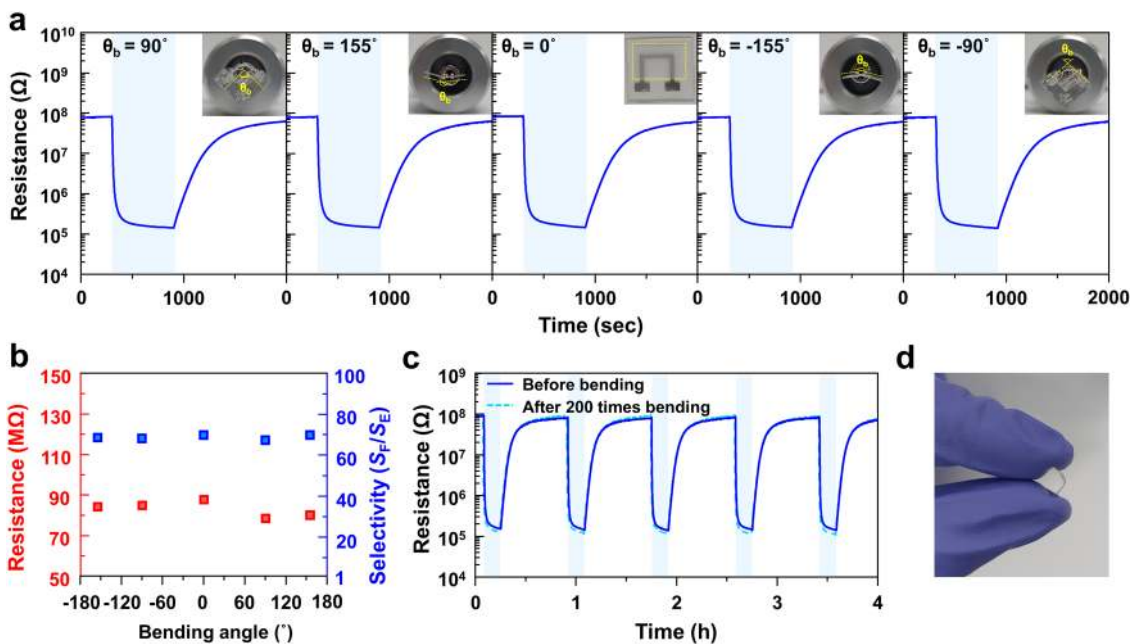 a
θb = 90°
θb = 155°
θb = 0°
θb = -155°
θb = -90°
θb
θb
θb
θb
Resistance (Ω)
10^10
10^9
10^8
10^7
10^6
10^5
10^4
0
1000
0
1000
0
1000
0
1000
0
1000
2000
Time (sec)
b
Resistance (MΩ)
150
130
110
90
70
50
Selectivity (SF/SE)
100
80
60
40
20
1
-180
-120
-60
0
60
120
180
Bending angle (°)
c
Before bending
After 200 times bending
Resistance (Ω)
10^9
10^8
10^7
10^6
10^5
10^4
0
1
2
3
4
Time (h)
d